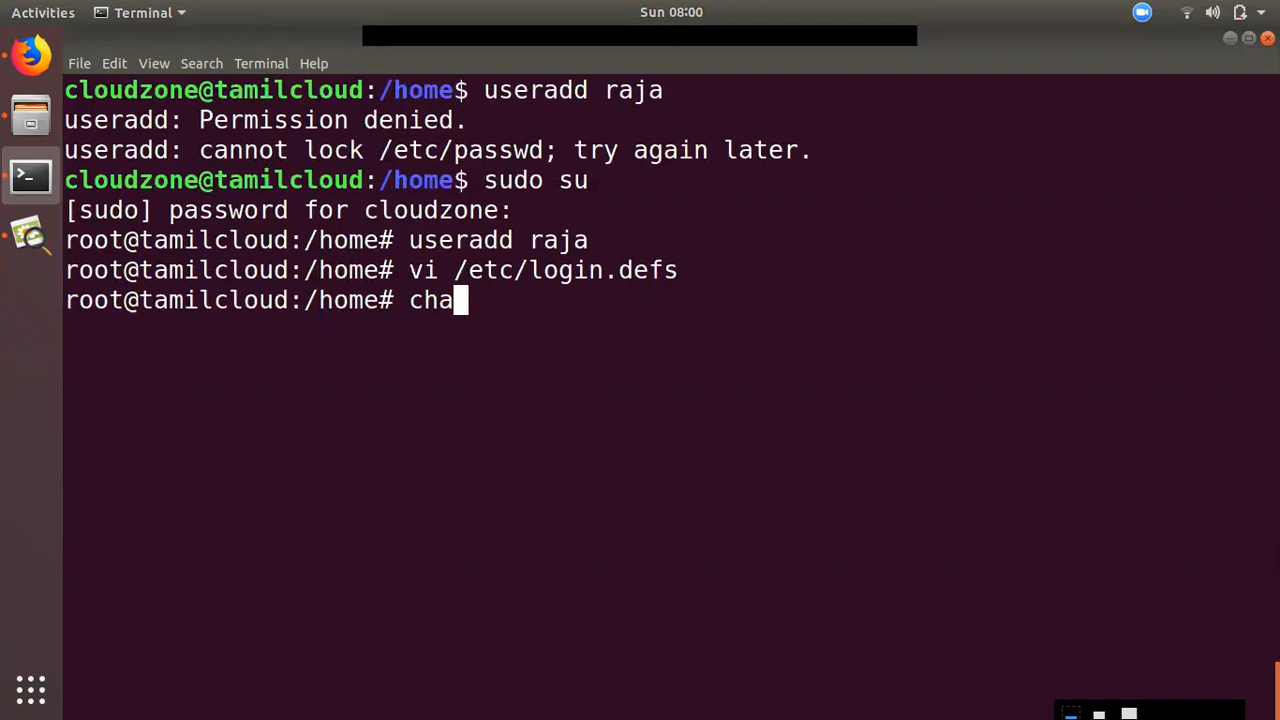 Activities Terminal Sun 08:00
File Edit View Search Terminal Help
cloudzone@tamilcloud:/home$ useradd raja
useradd: Permission denied.
useradd: cannot lock /etc/passwd; try again later.
cloudzone@tamilcloud:/home$ sudo su
[sudo] password for cloudzone:
root@tamilcloud:/home# useradd raja
root@tamilcloud:/home# vi /etc/login.defs
root@tamilcloud:/home# cha